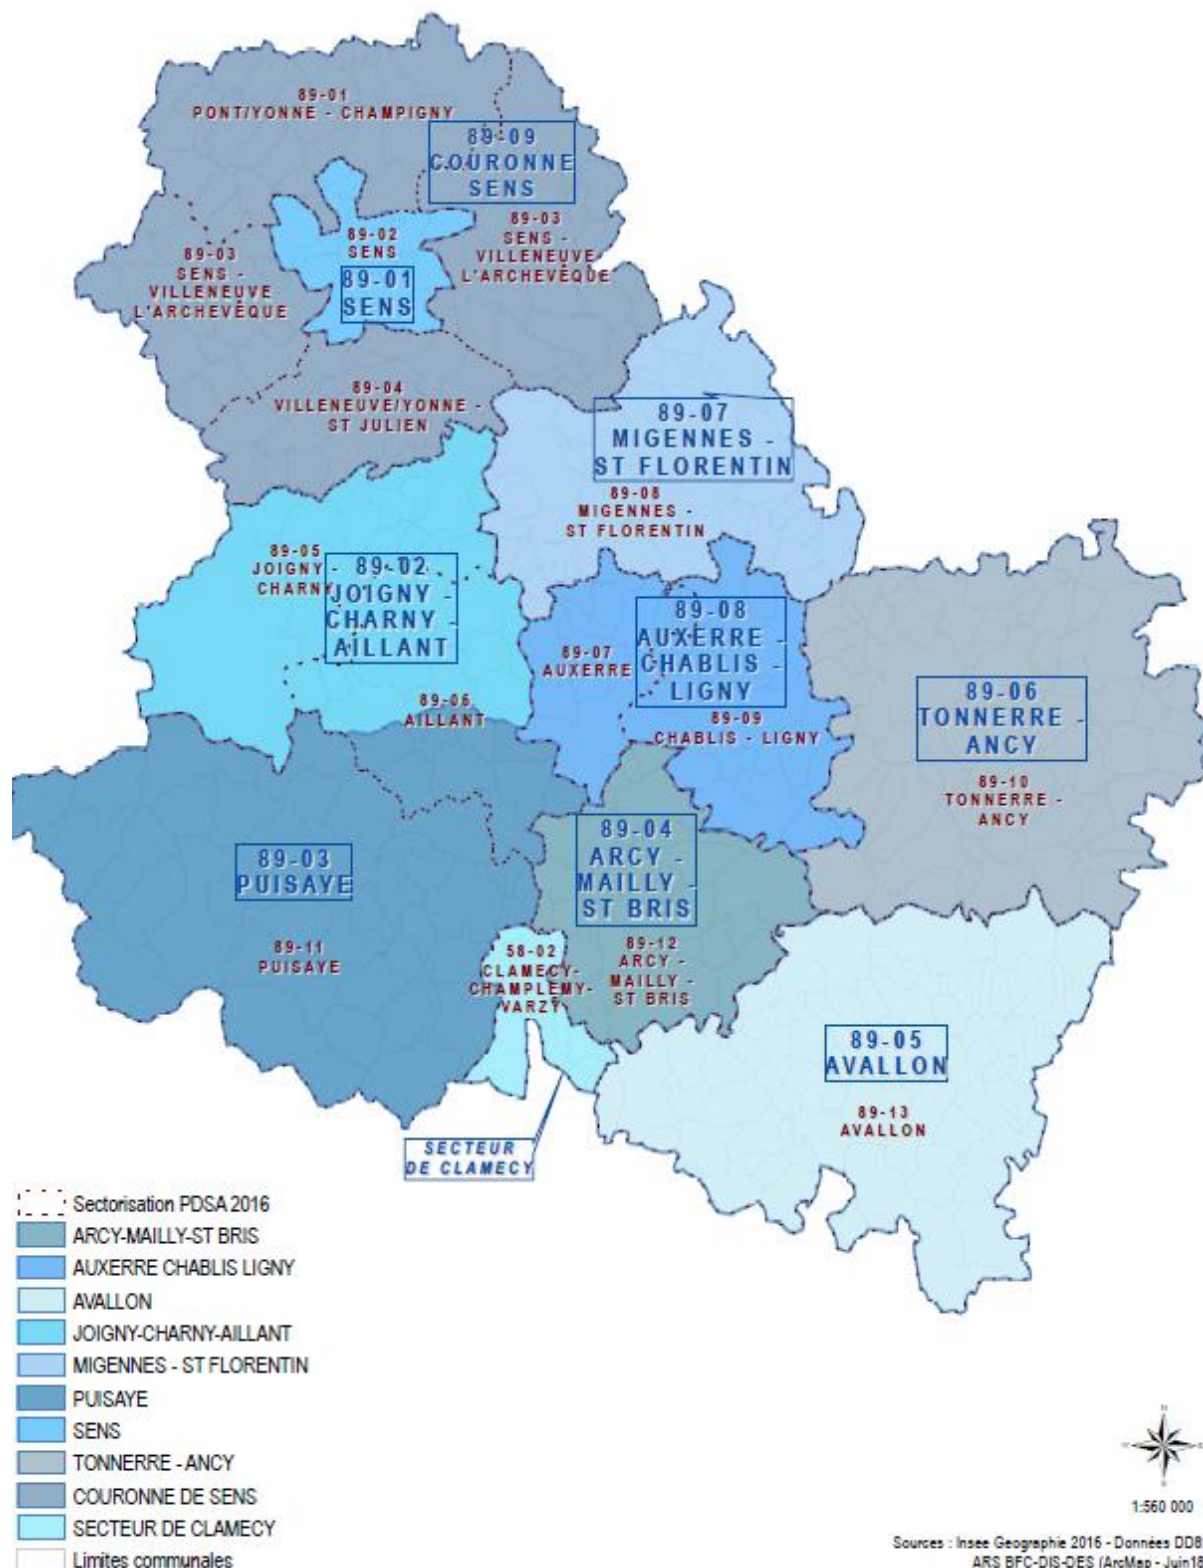 89-01
PONT/YONNE - CHAMPIGNY
89-09
COURONNE
SENS
89-03
SENS -
VILLENEUVE
L'ARCHEVÊQUE
89-02
SENS
89-01
SENS
89-03
SENS -
VILLENEUVE
L'ARCHEVÊQUE
89-04
VILLENEUVE/YONNE -
ST JULIEN
89-07
MIGENNES -
ST FLORENTIN
89-08
MIGENNES -
ST FLORENTIN
89-05
JOIGNY -
CHARNY
89-02
JOIGNY -
CHARNY -
AILLANT
89-06
AILLANT
89-07
AUXERRE
89-08
AUXERRE -
CHABLIS -
LIGNY
89-09
CHABLIS - LIGNY
89-06
TONNERRE -
ANCY
89-10
TONNERRE -
ANCY
89-03
PUISAYE
89-11
PUISAYE
89-04
ARCY -
MAILLY -
ST BRIS
89-12
ARCY -
MAILLY -
ST BRIS
58-02
CLAMECY-
CHAMPLEMY-
VARZY
89-05
AVALLON
89-13
AVALLON
SECTEUR
DE CLAMECY
Sectorisation PDSA 2016
ARCY-MAILLY-ST BRIS
AUXERRE CHABLIS LIGNY
AVALLON
JOIGNY-CHARNY-AILLANT
MIGENNES - ST FLORENTIN
PUISAYE
SENS
TONNERRE - ANCY
COURONNE DE SENS
SECTEUR DE CLAMECY
Limites communales
1:560 000
Sources : Insee Geographie 2016 - Données
ARS BFC-DIS-DES (ArcMap -